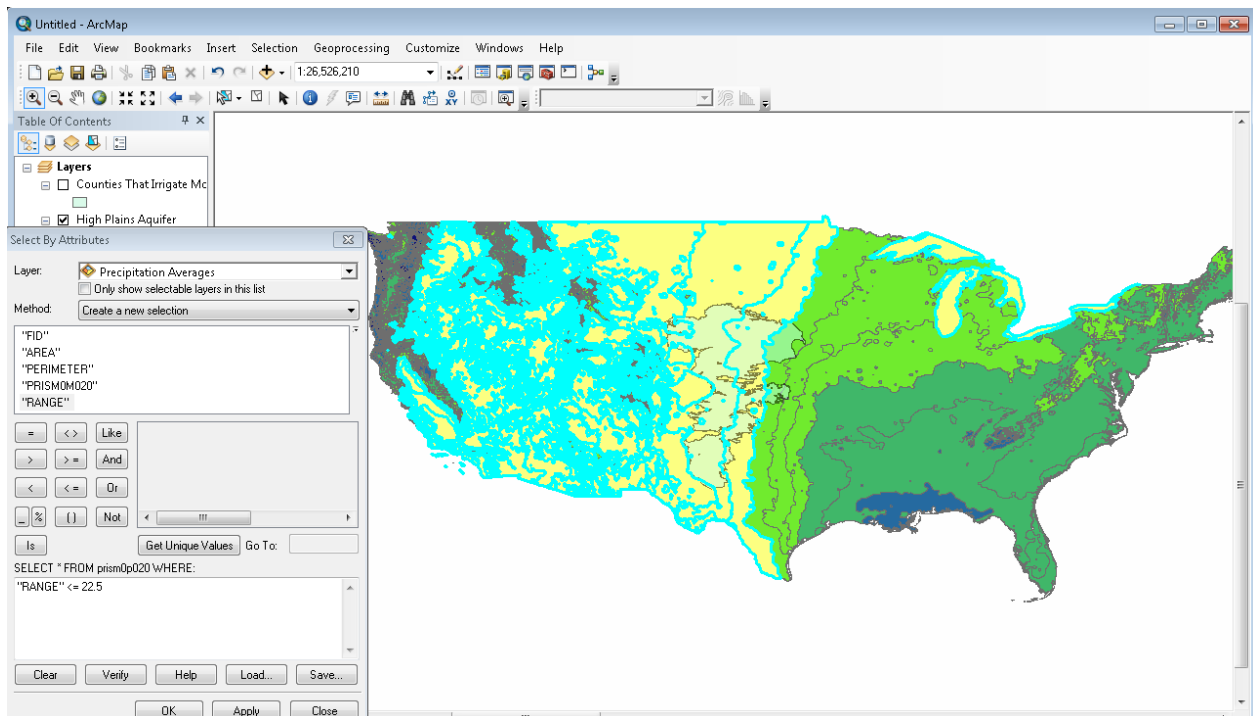 Untitled - ArcMap
File Edit View Bookmarks Insert Selection Geoprocessing Customize Windows Help
1:26,526,210
Table Of Contents
Layers
Counties That Irrigate Mc
High Plains Aquifer
Select By Attributes
Layer: Precipitation Averages
Only show selectable layers in this list
Method: Create a new selection
"FID"
"AREA"
"PERIMETER"
"PRISM0M020"
"RANGE"
= < > Like
> > = And
< < = Or
_ % ( ) Not
Is Get Unique Values Go To:
SELECT * FROM prism0p020 WHERE:
"RANGE" <= 22.5
Clear Verify Help Load... Save...
OK Apply Close